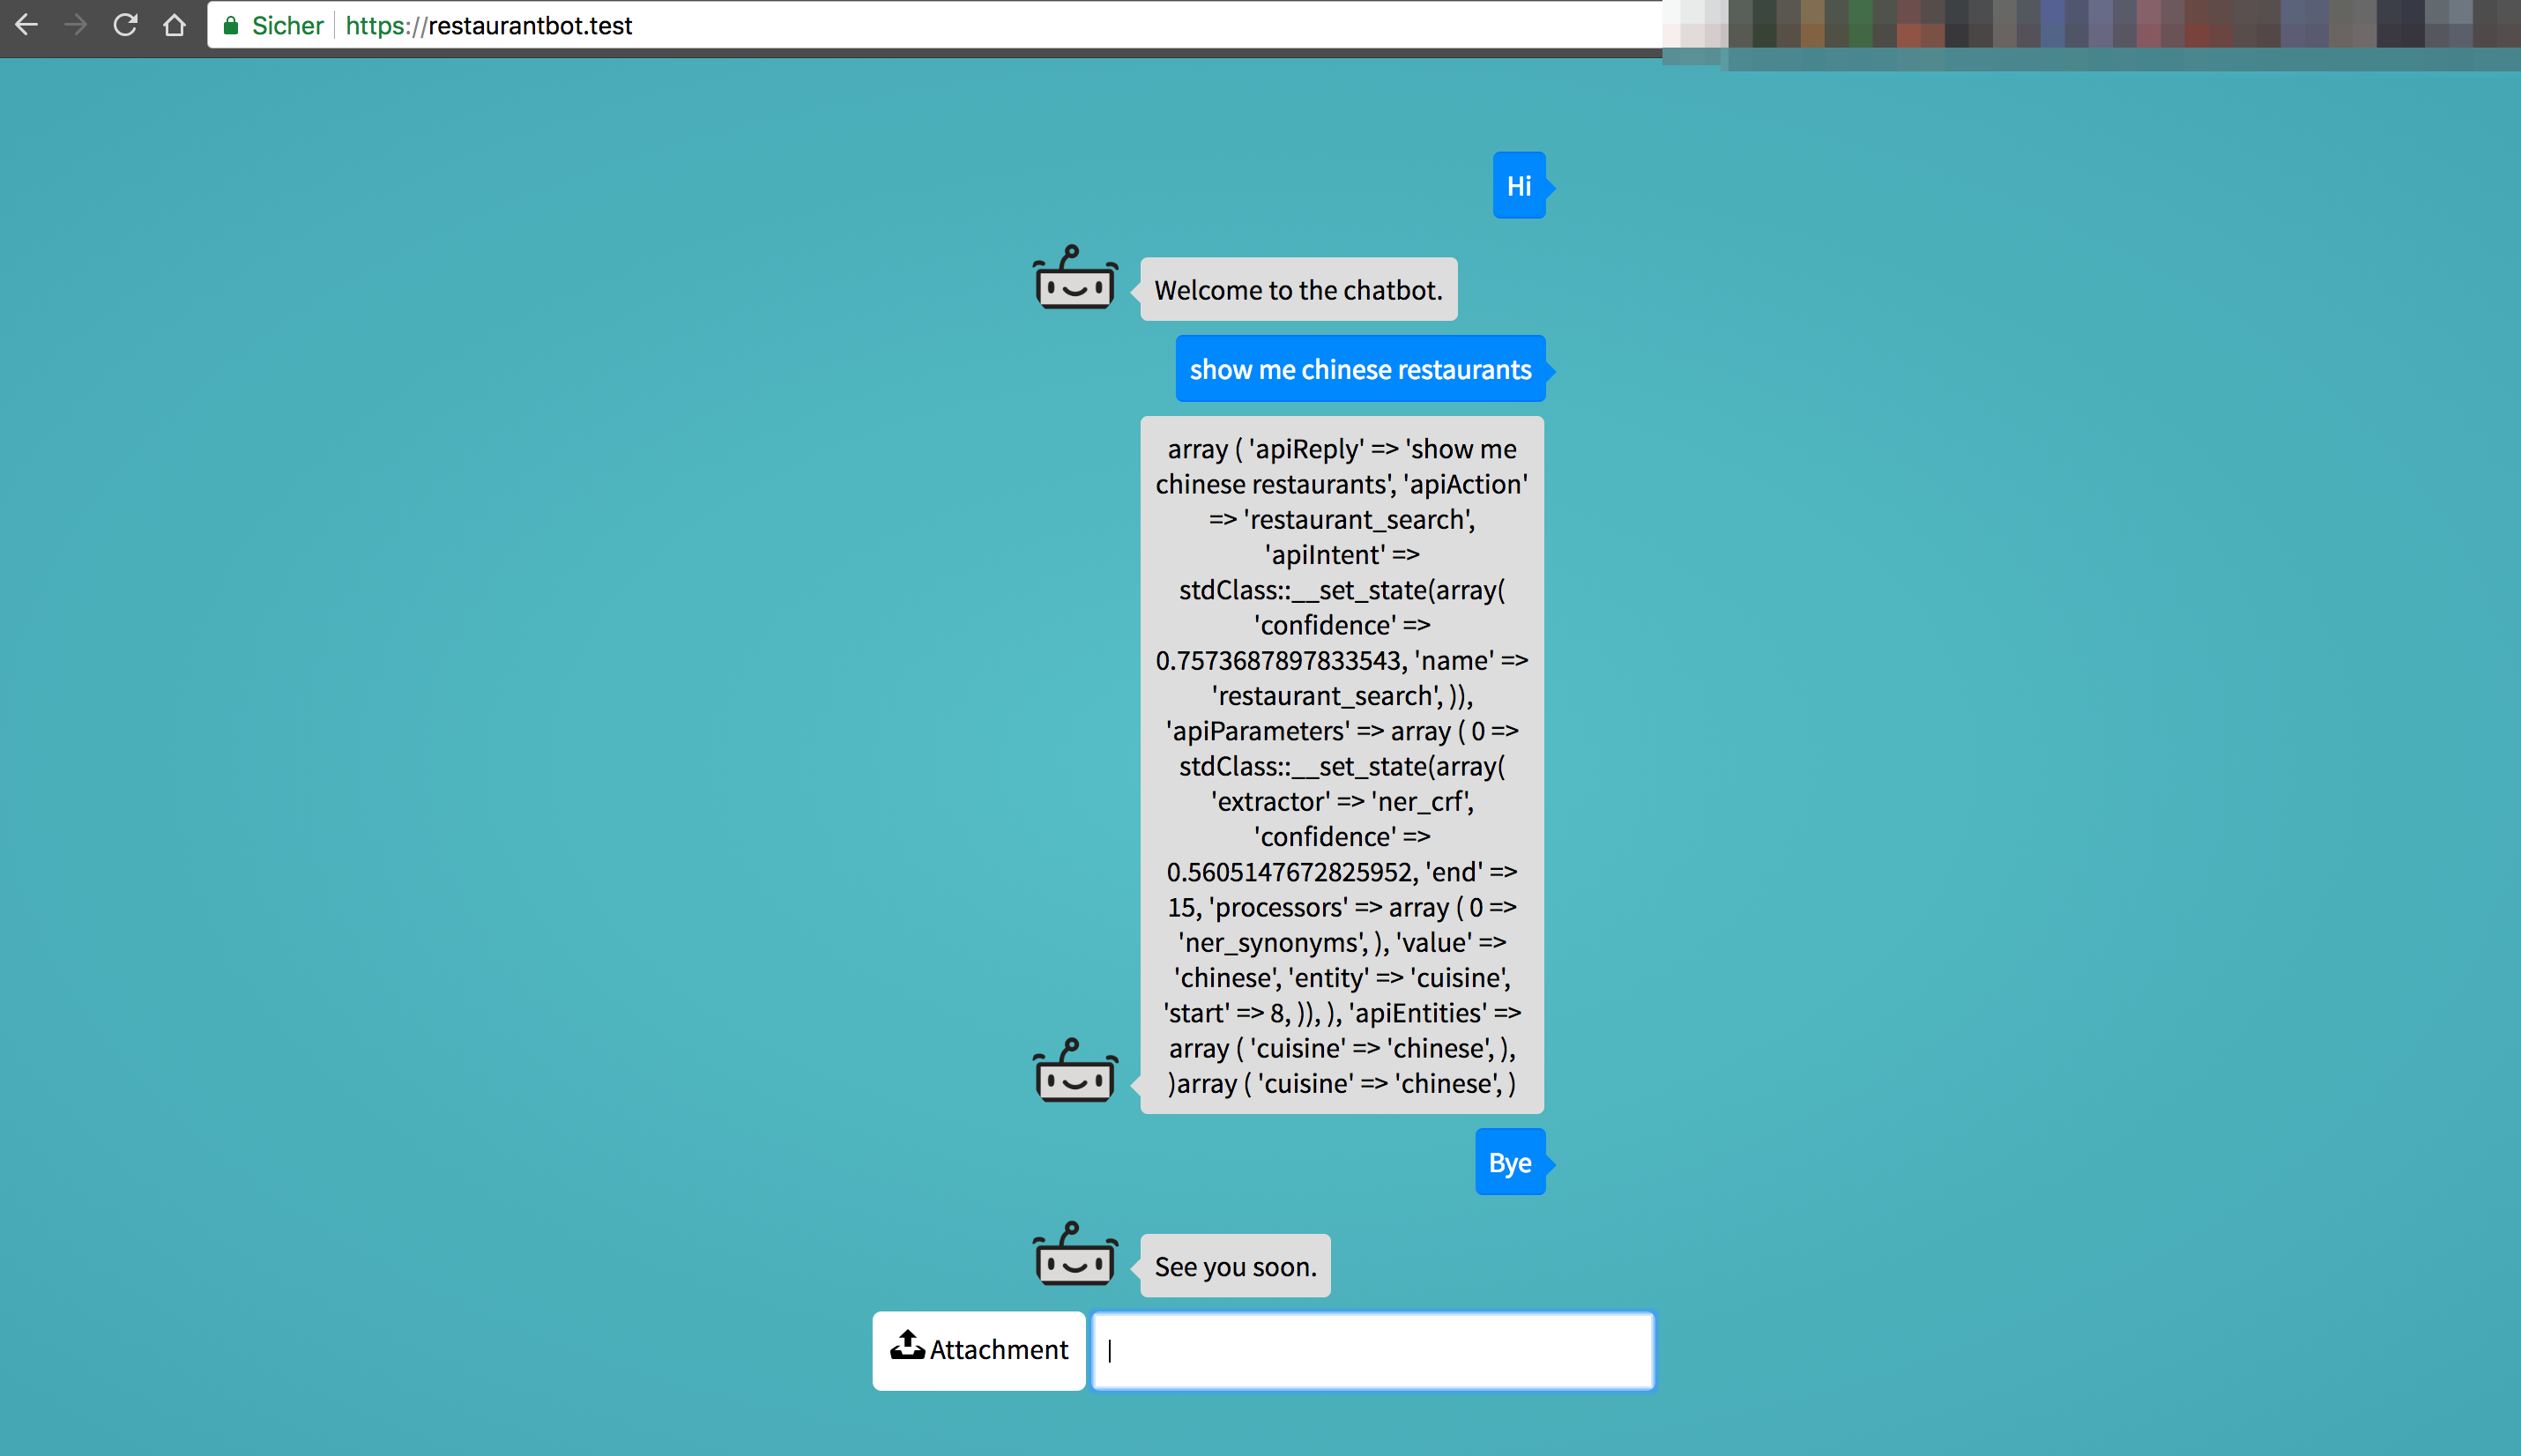 Sicher https://restaurantbot.test
Hi
Welcome to the chatbot.
show me chinese restaurants
array ( 'apiReply' => 'show me
chinese restaurants', 'apiAction'
=> 'restaurant_search',
'apiIntent' =>
stdClass::__set_state(array(
'confidence' =>
0.7573687897833543, 'name' =>
'restaurant_search', )),
'apiParameters' => array ( 0 =>
stdClass::__set_state(array(
'extractor' => 'ner_crf',
'confidence' =>
0.5605147672825952, 'end' =>
15, 'processors' => array ( 0 =>
'ner_synonyms', ), 'value' =>
'chinese', 'entity' => 'cuisine',
'start' => 8, )), ), 'apiEntities' =>
array ( 'cuisine' => 'chinese', ),
)array ( 'cuisine' => 'chinese', )
Bye
See you soon.
Attachment